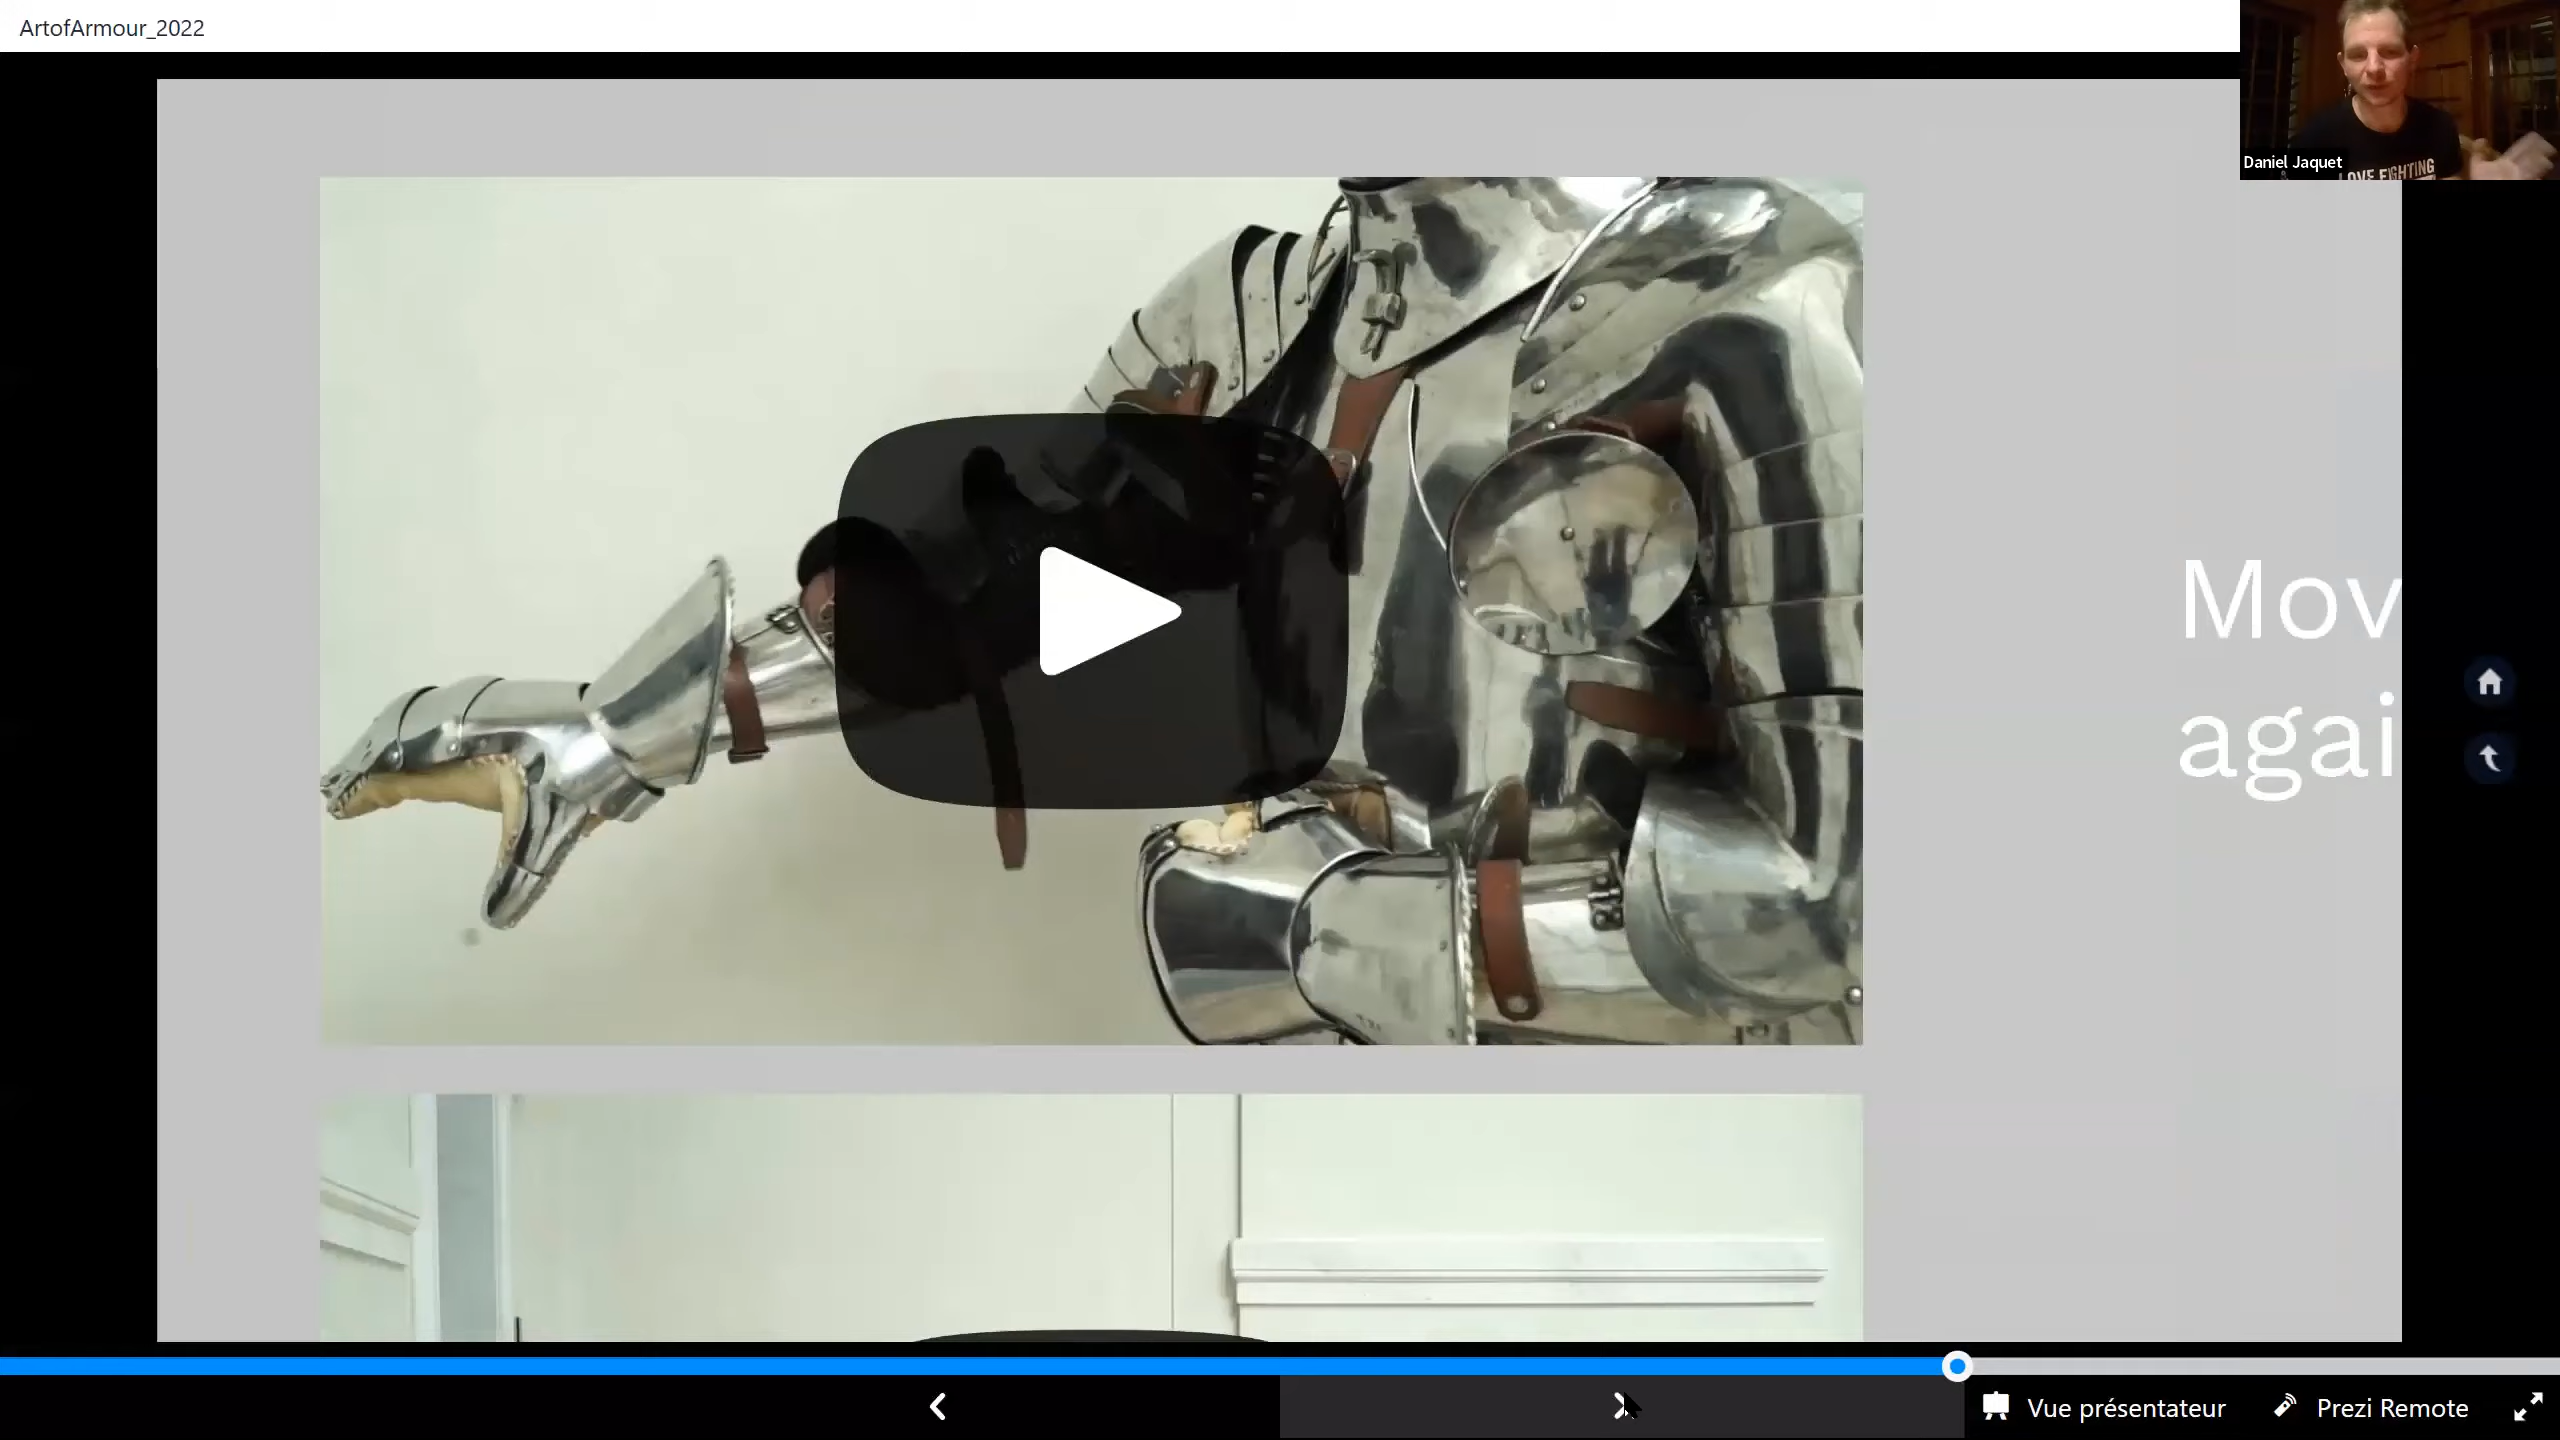 ArtofArmour_2022
Daniel Jaquet
LOVE FIGHTING
Mov
agai
Vue présentateur
Prezi Remote